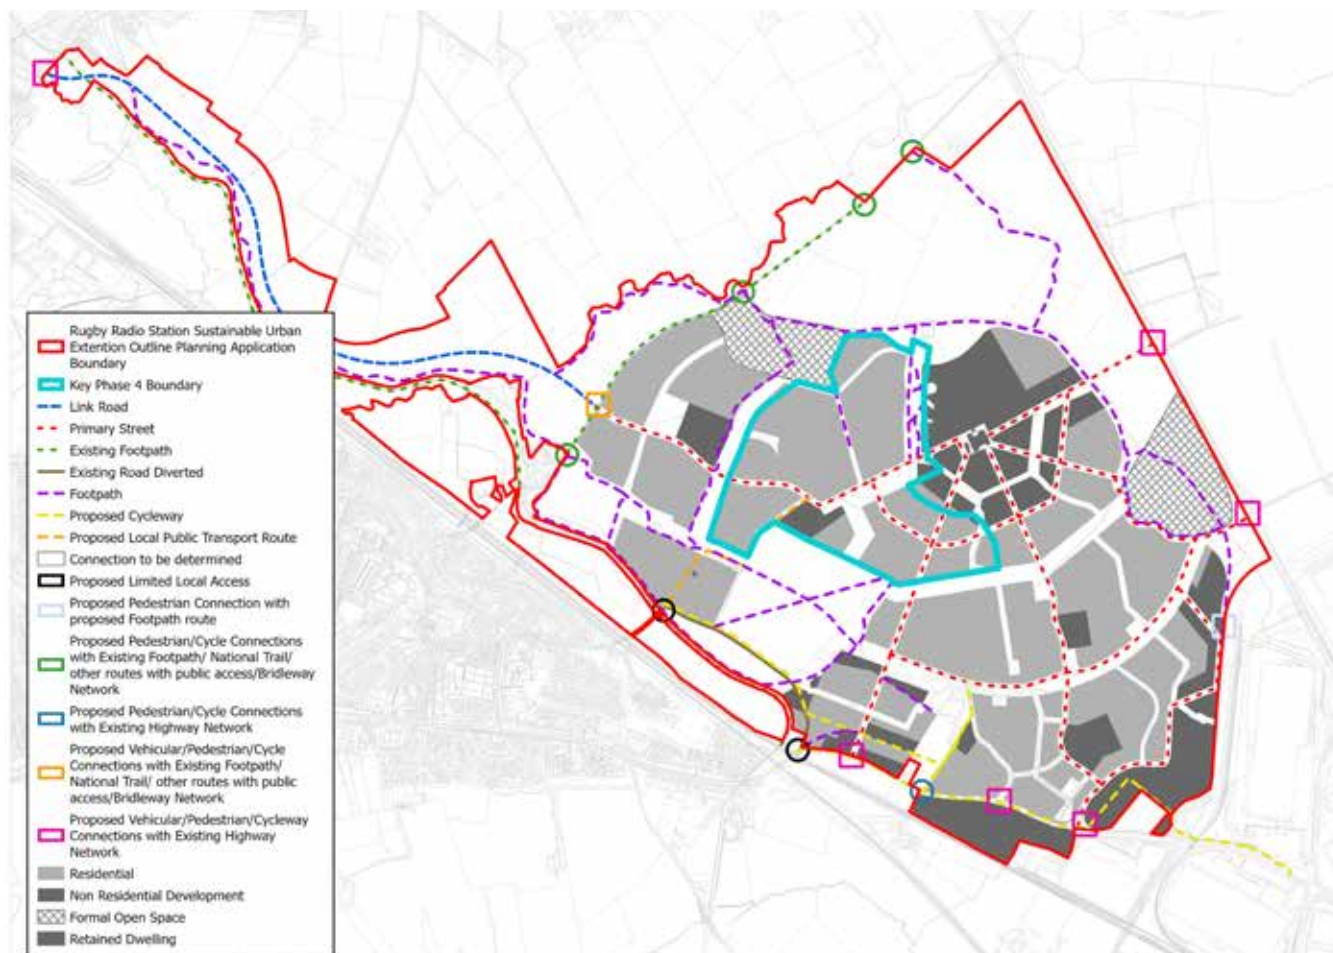 Rugby Radio Station Sustainable Urban
Extention Outline Planning Application
Boundary
Key Phase 4 Boundary
Link Road
Primary Street
Existing Footpath
Existing Road Diverted
Footpath
Proposed Cycleway
Proposed Local Public Transport Route
Connection to be determined
Proposed Limited Local Access
Proposed Pedestrian Connection with
proposed Footpath route
Proposed Pedestrian/Cycle Connections
with Existing Footpath/ National Trail/
other routes with public access/Bridleway
Network
Proposed Pedestrian/Cycle Connections
with Existing Highway Network
Proposed Vehicular/Pedestrian/Cycle
Connections with Existing Footpath/
National Trail/ other routes with public
access/Bridleway Network
Proposed Vehicular/Pedestrian/Cycleway
Connections with Existing Highway
Network
Residential
Non Residential Development
Formal Open Space
Retained Dwelling